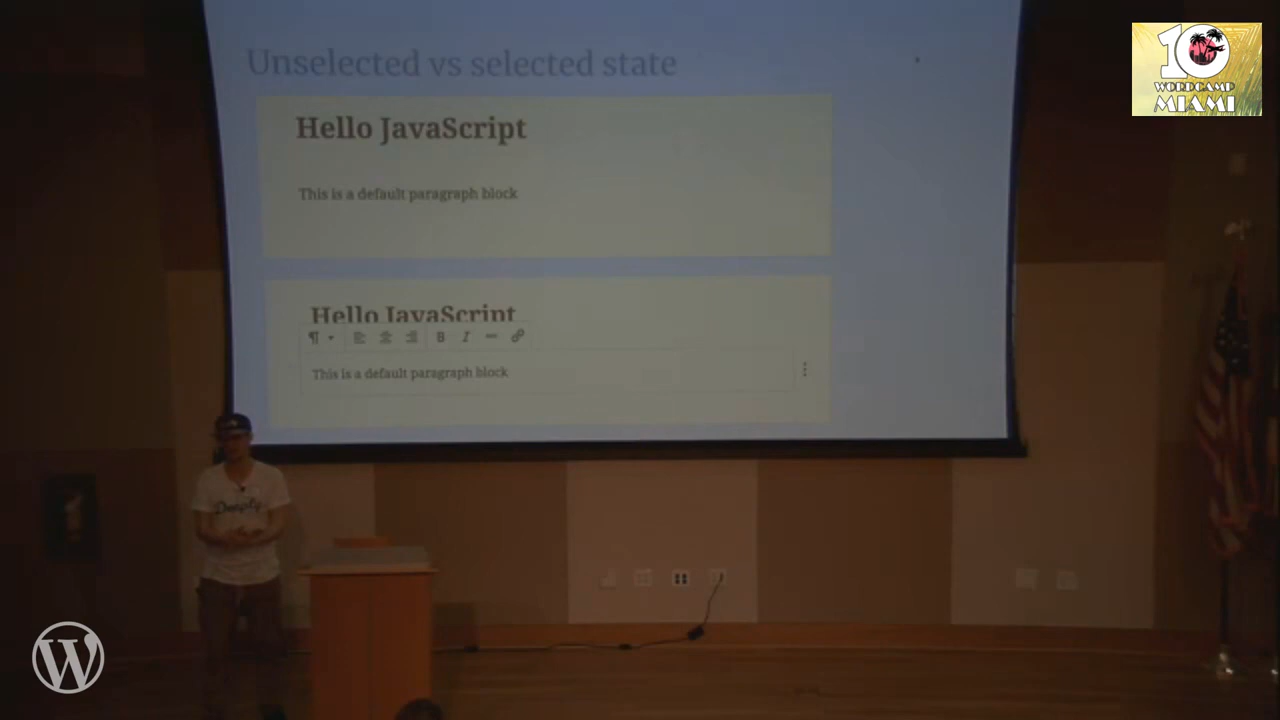 Unselected vs selected state
Hello JavaScript
This is a default paragraph block
Hello JavaScript
¶ B I
This is a default paragraph block
10
WORDCAMP
MIAMI
Deeply
W